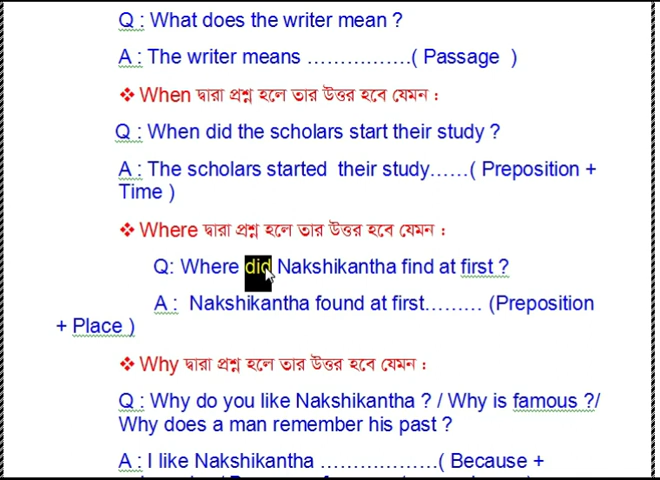 Q : What does the writer mean ?
A : The writer means …………….( Passage )
❖ When দ্বারা প্রশ্ন হলে তার উত্তর হবে যেমন :
Q : When did the scholars start their study ?
A : The scholars started their study……( Preposition +
Time )
❖ Where দ্বারা প্রশ্ন হলে তার উত্তর হবে যেমন :
Q: Where did Nakshikantha find at first ?
A : Nakshikantha found at first……… (Preposition
+ Place )
❖ Why দ্বারা প্রশ্ন হলে তার উত্তর হবে যেমন :
Q : Why do you like Nakshikantha ? / Why is famous ?/
Why does a man remember his past ?
A : I like Nakshikantha ………………( Because +